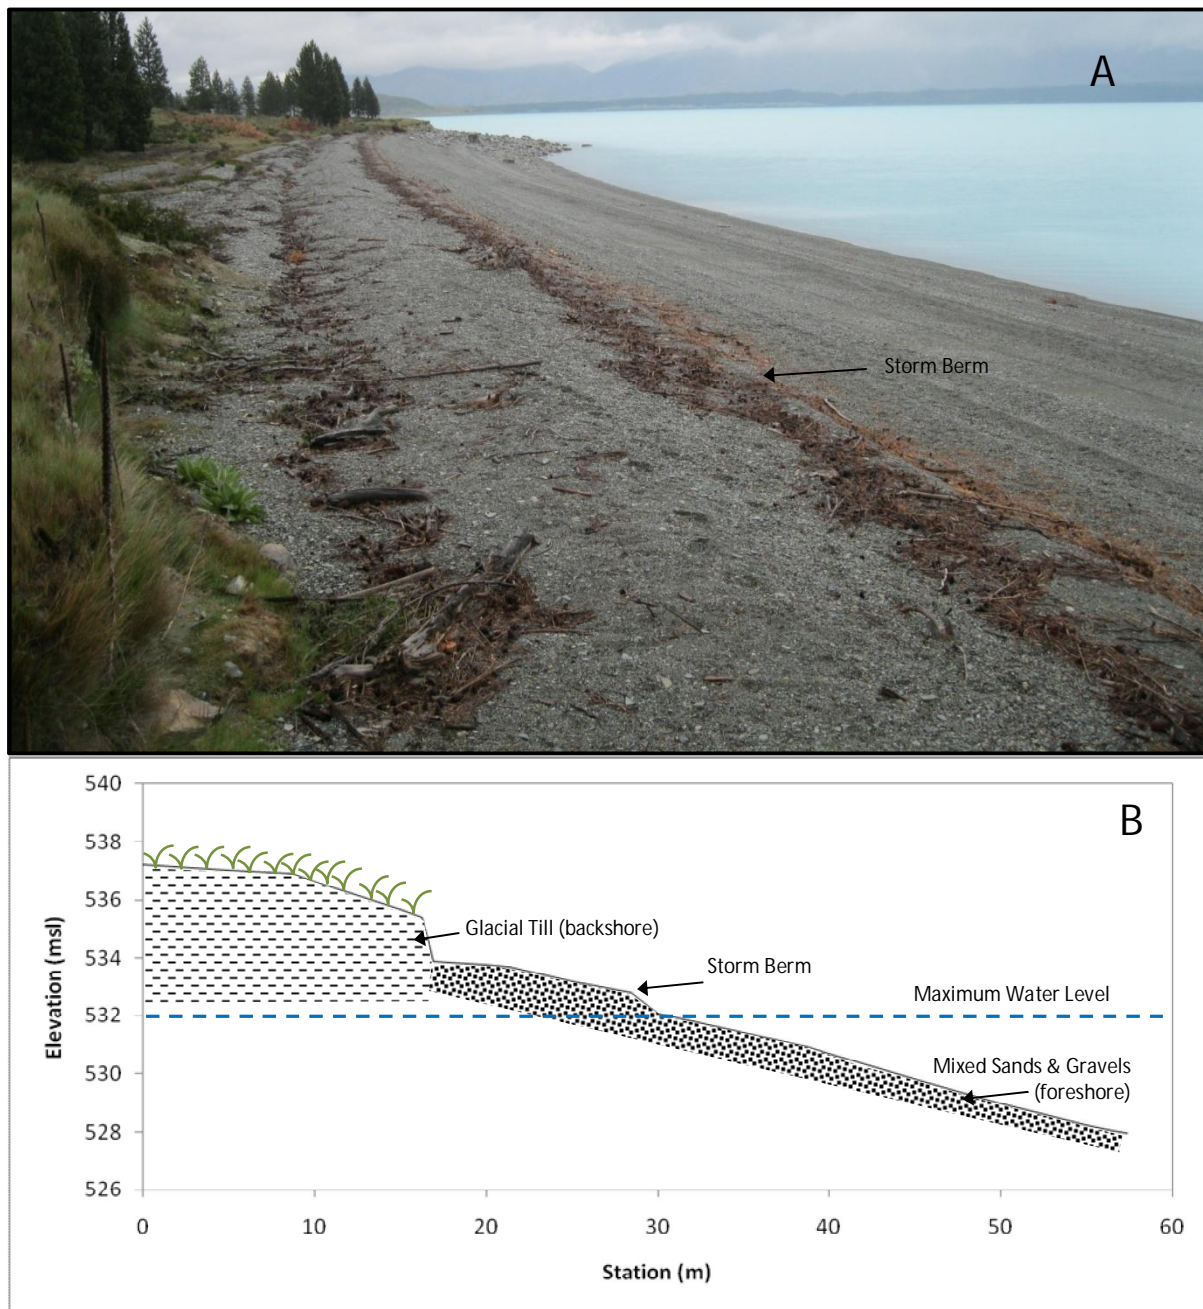 A
Storm Berm
B
540
538
536
534
532
530
528
526
Elevation (msl)
Glacial Till (backshore)
Storm Berm
Maximum Water Level
Mixed Sands & Gravels
(foreshore)
0 10 20 30 40 50 60
Station (m)